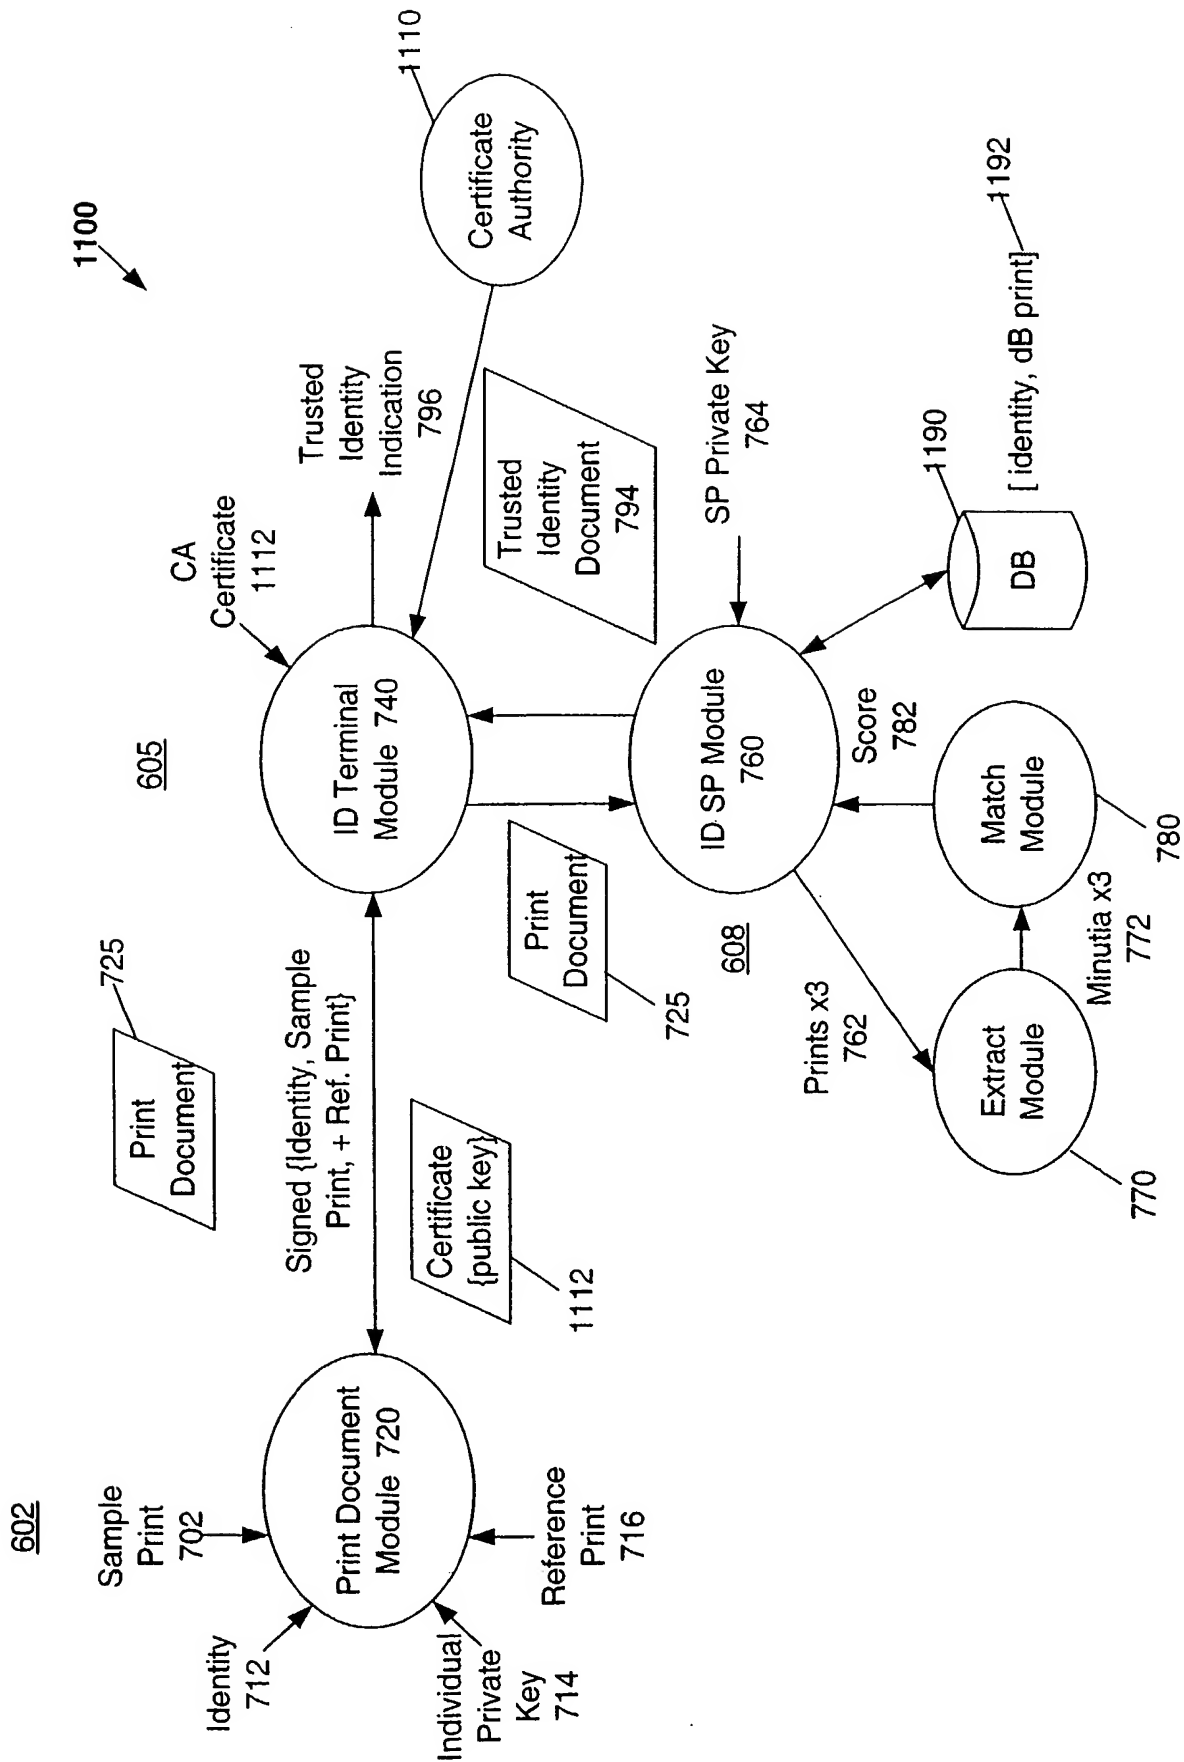 1100
602
605
Sample
Print
702
Identity
712
Individual
Private
Key
714
Reference
Print
716
Print Document
Module 720
Print
Document
725
Signed {Identity, Sample
Print, + Ref. Print}
Certificate
{public key}
1112
CA
Certificate
1112
ID Terminal
Module 740
Trusted
Identity
Indication
796
Certificate
Authority
1110
Print
Document
725
Trusted
Identity
Document
794
608
ID SP Module
760
SP Private Key
764
Prints x3
762
Score
782
Extract
Module
770
Minutia x3
772
Match
Module
780
DB
1190
[ identity, dB print]
1192